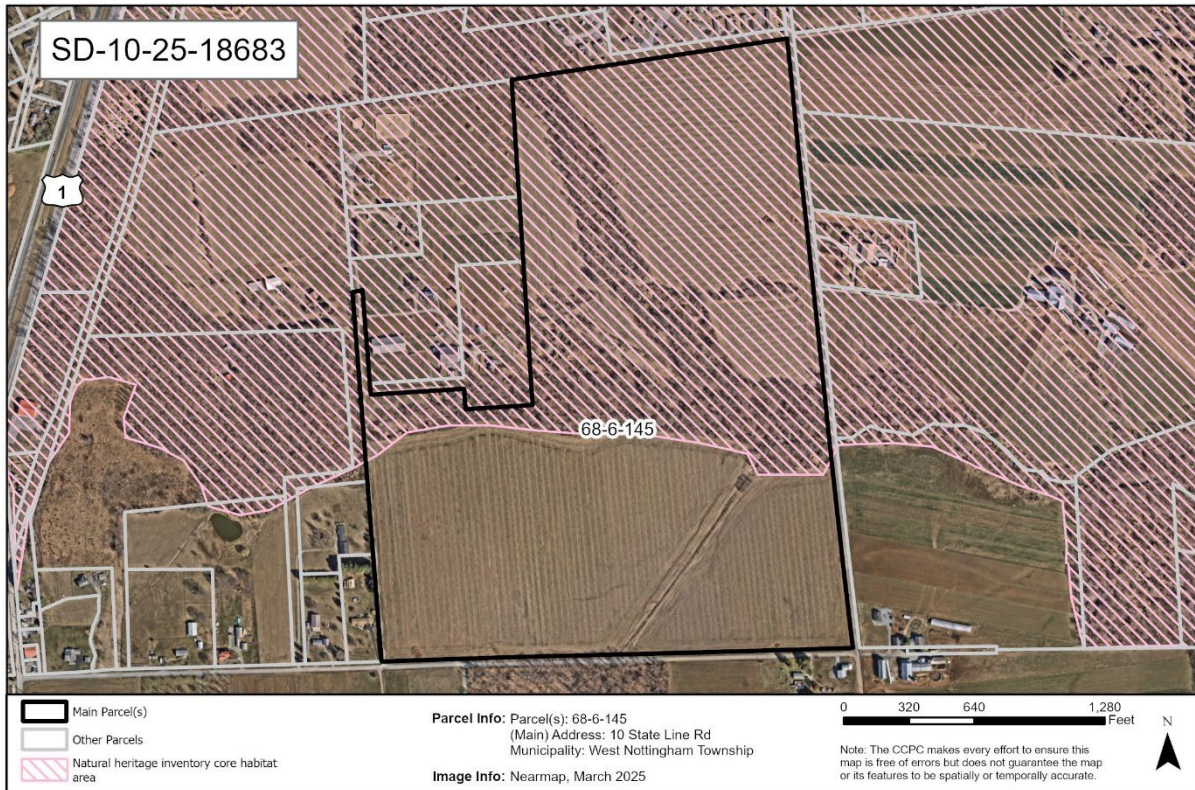 SD-10-25-18683
1
68-6-145
Main Parcel(s)
Other Parcels
Natural heritage inventory core habitat
area
Parcel Info: Parcel(s): 68-6-145
(Main) Address: 10 State Line Rd
Municipality: West Nottingham Township
Image Info: Nearmap, March 2025
0 320 640 1,280
Feet
Note: The CCPC makes every effort to ensure this
map is free of errors but does not guarantee the map
or its features to be spatially or temporally accurate.
N